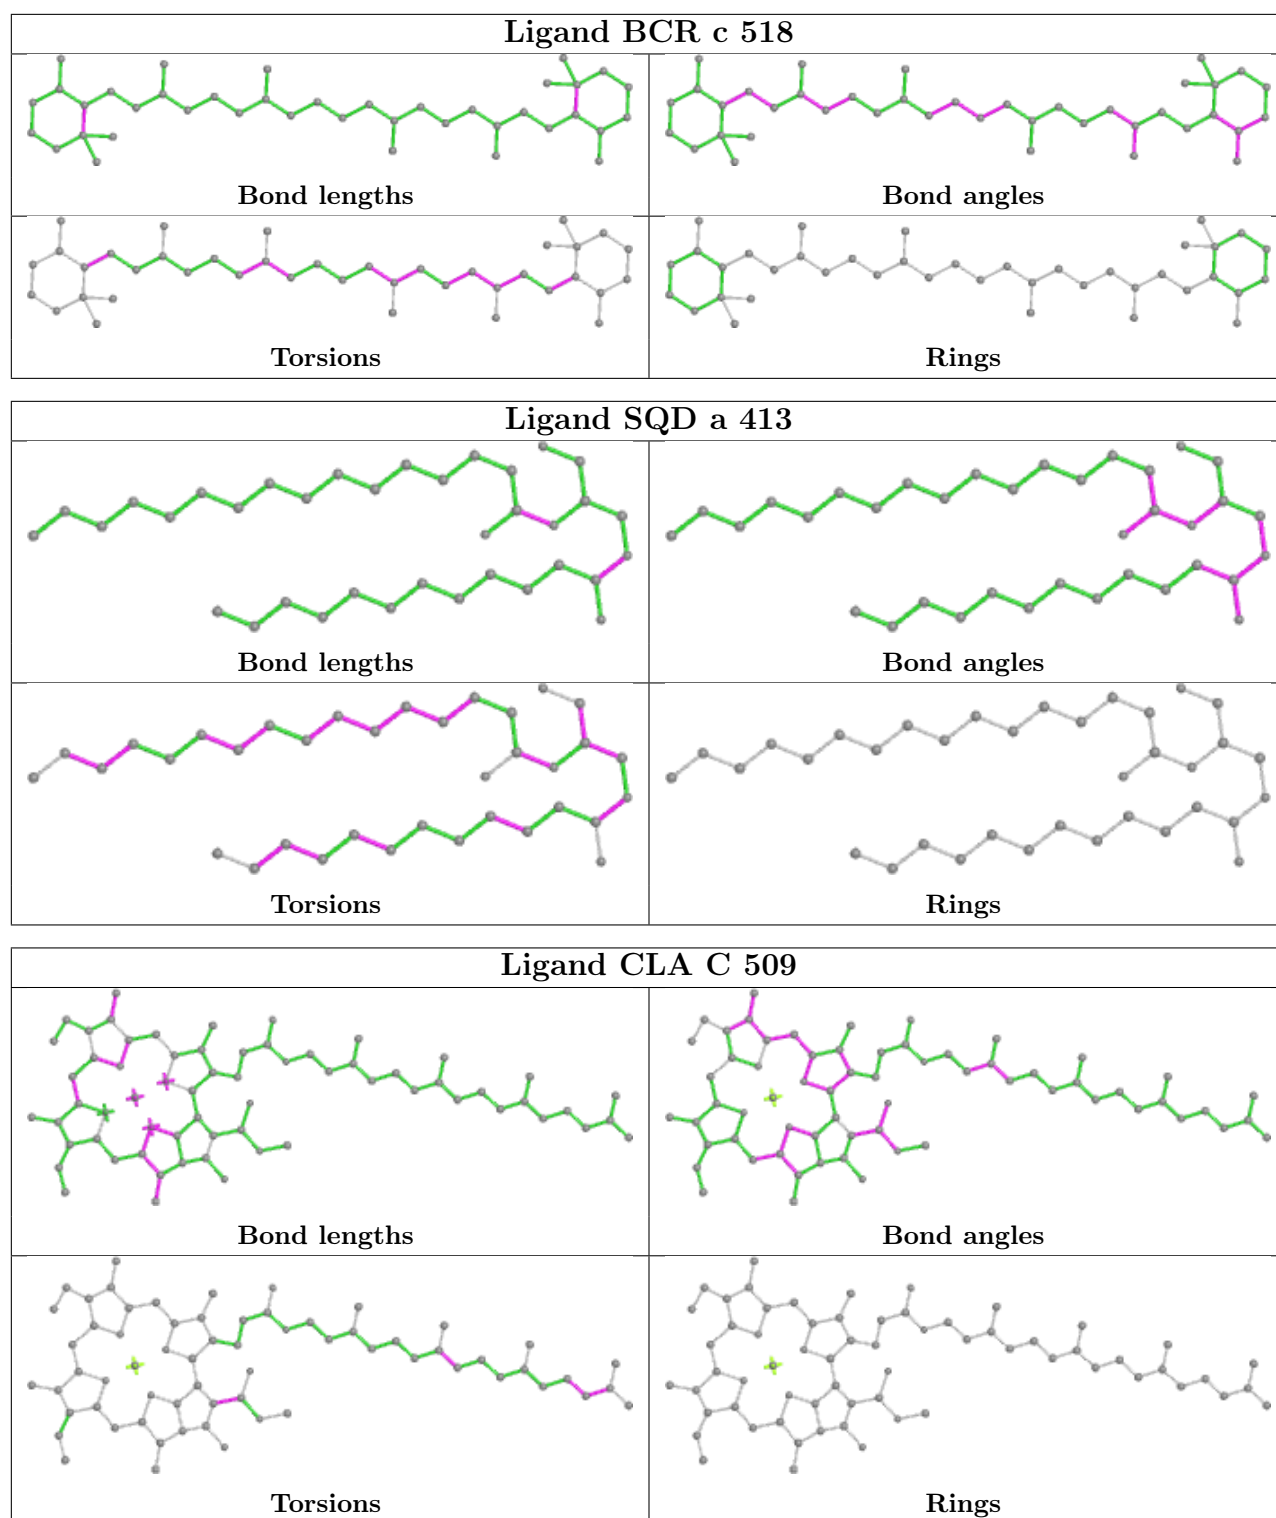 Ligand BCR c 518
Bond lengths
Bond angles
Torsions
Rings
Ligand SQD a 413
Bond lengths
Bond angles
Torsions
Rings
Ligand CLA C 509
Bond lengths
Bond angles
Torsions
Rings